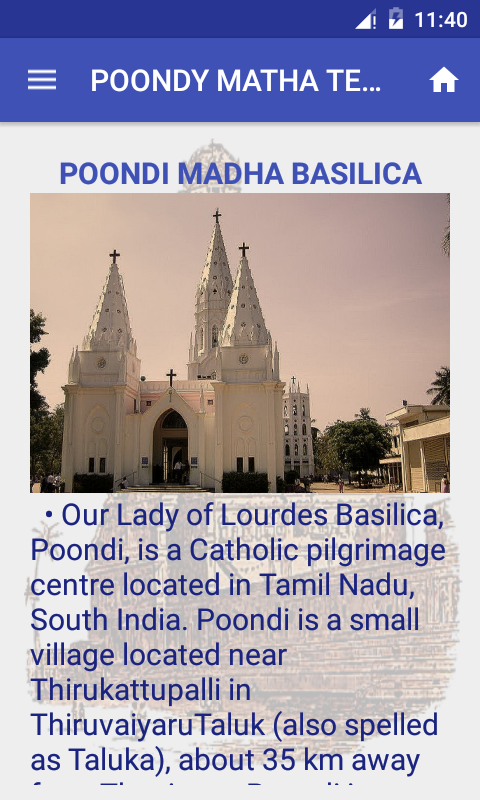 11:40
POONDY MATHA TE...
POONDI MADHA BASILICA
• Our Lady of Lourdes Basilica,
Poondi, is a Catholic pilgrimage
centre located in Tamil Nadu,
South India. Poondi is a small
village located near
Thirukattupalli in
ThiruvaiyaruTaluk (also spelled
as Taluka), about 35 km away